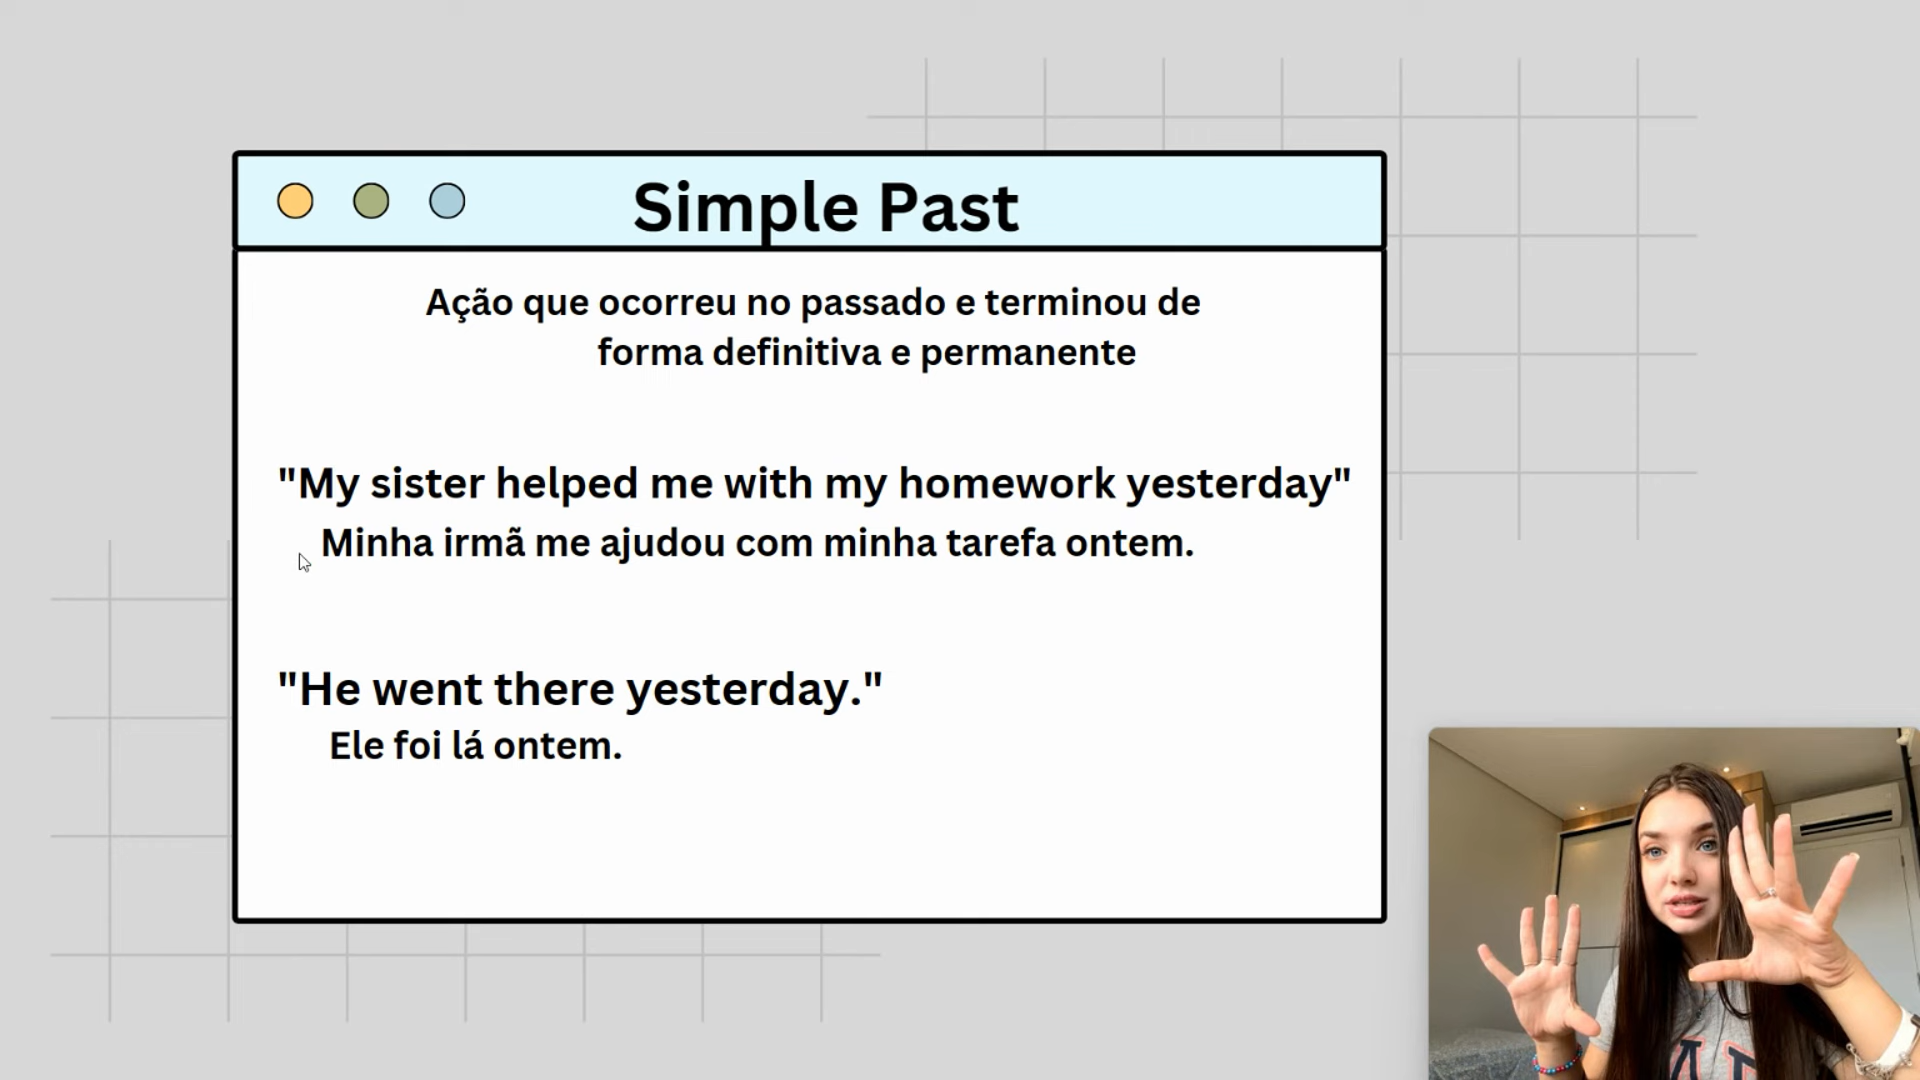 Simple Past
Ação que ocorreu no passado e terminou de
forma definitiva e permanente
"My sister helped me with my homework yesterday"
Minha irmã me ajudou com minha tarefa ontem.
"He went there yesterday."
Ele foi lá ontem.